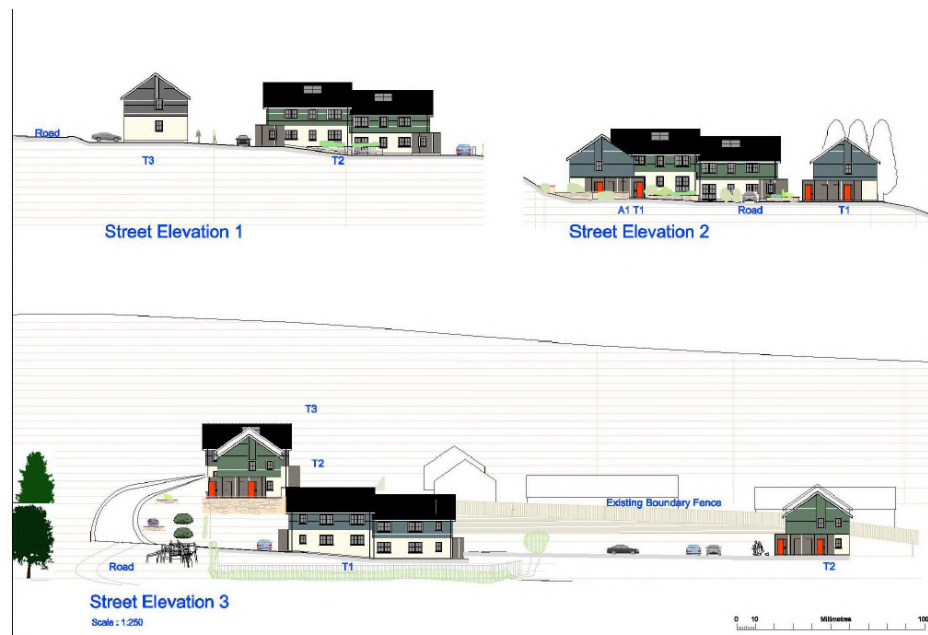 Road
T3
T2
Street Elevation 1
A1 T1
Road
T1
Street Elevation 2
T3
T2
Existing Boundary Fence
Road
T1
T2
Street Elevation 3
Scale : 1:250
0 10 Millimetres 100